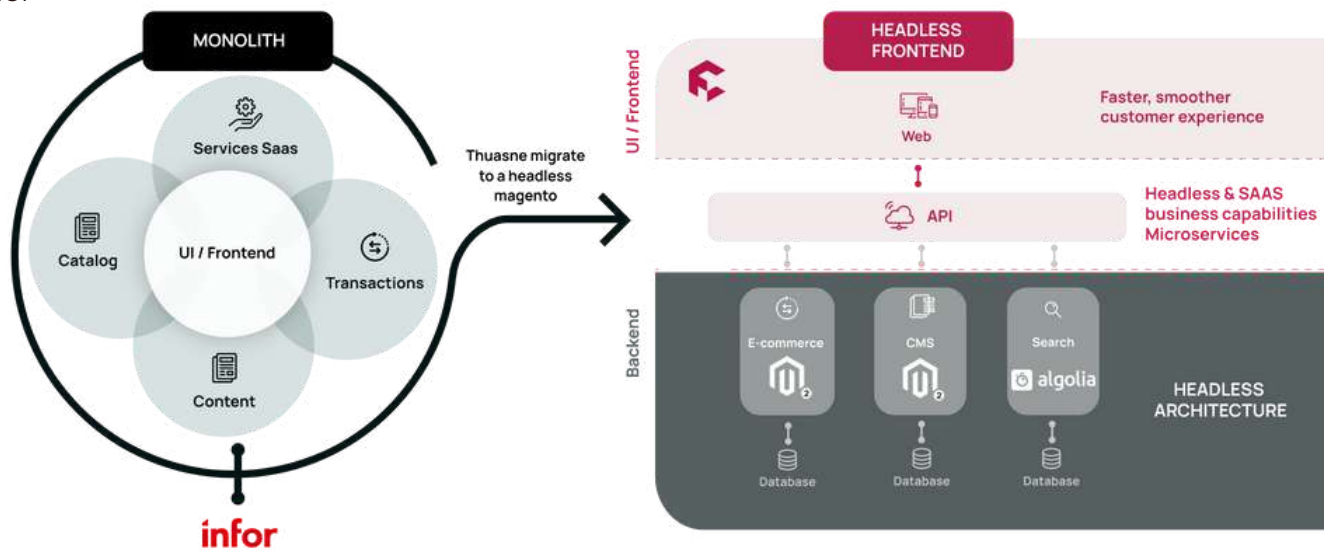 MONOLITH
Services Saas
Catalog
UI / Frontend
Transactions
Content
infor
Thuasne migrate
to a headless
magento
HEADLESS
FRONTEND
UI / Frontend
Web
Faster, smoother
customer experience
API
Headless & SAAS
business capabilities
Microservices
Backend
E-commerce
2
CMS
2
Search
algolia
HEADLESS
ARCHITECTURE
Database
Database
Database